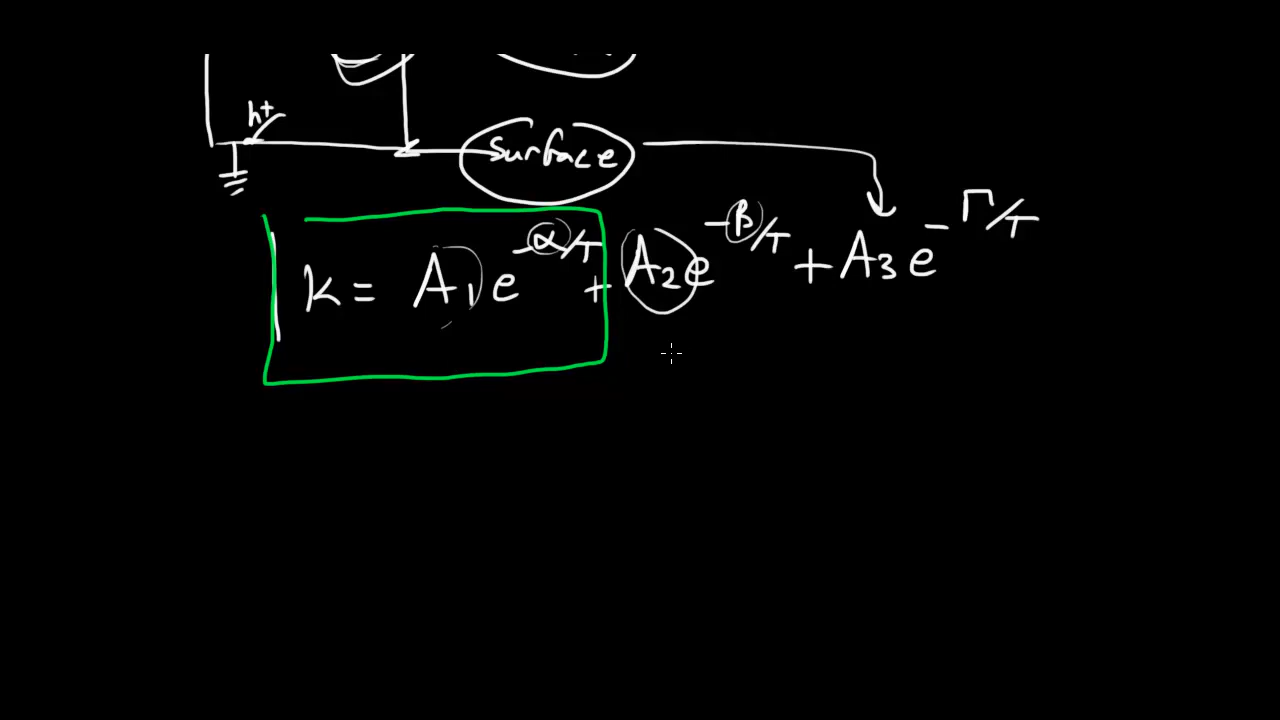 h+
surface
k = A₁e^(-α/T) + A₂e^(-β/T) + A₃e^(-Γ/T)